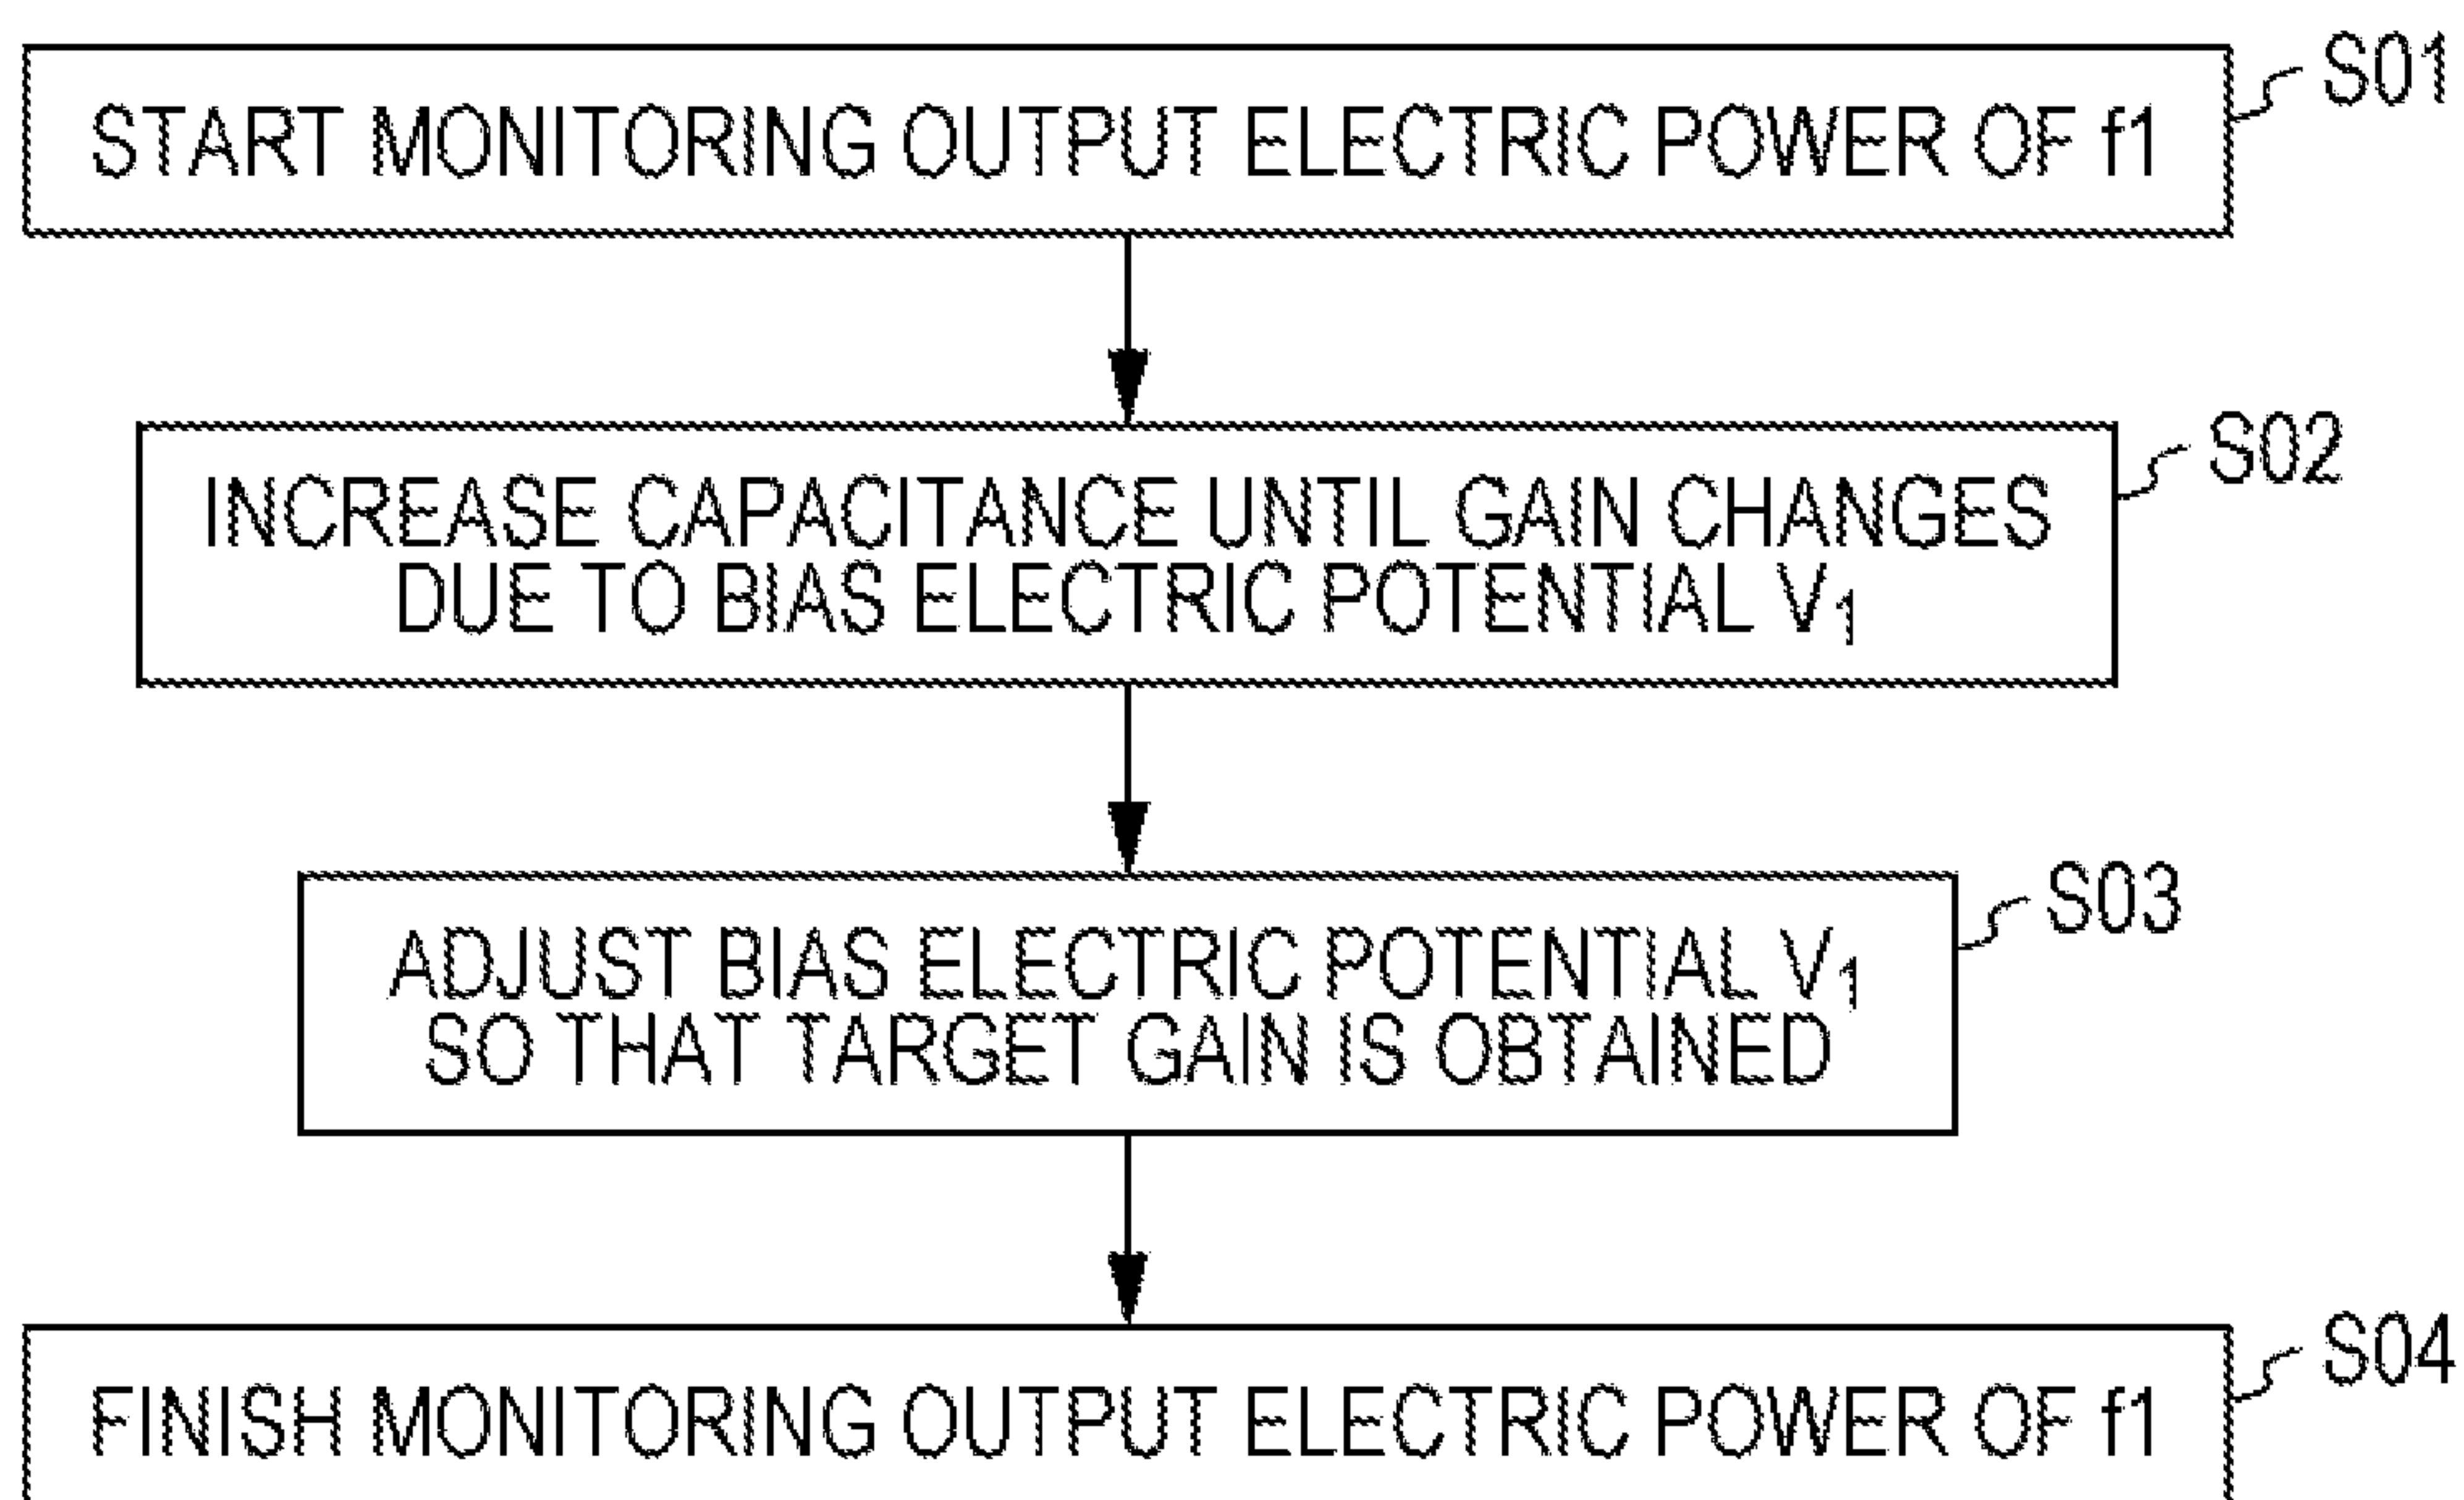 START MONITORING OUTPUT ELECTRIC POWER OF f1
S01
INCREASE CAPACITANCE UNTIL GAIN CHANGES
DUE TO BIAS ELECTRIC POTENTIAL V1
S02
ADJUST BIAS ELECTRIC POTENTIAL V1
SO THAT TARGET GAIN IS OBTAINED
S03
FINISH MONITORING OUTPUT ELECTRIC POWER OF f1
S04